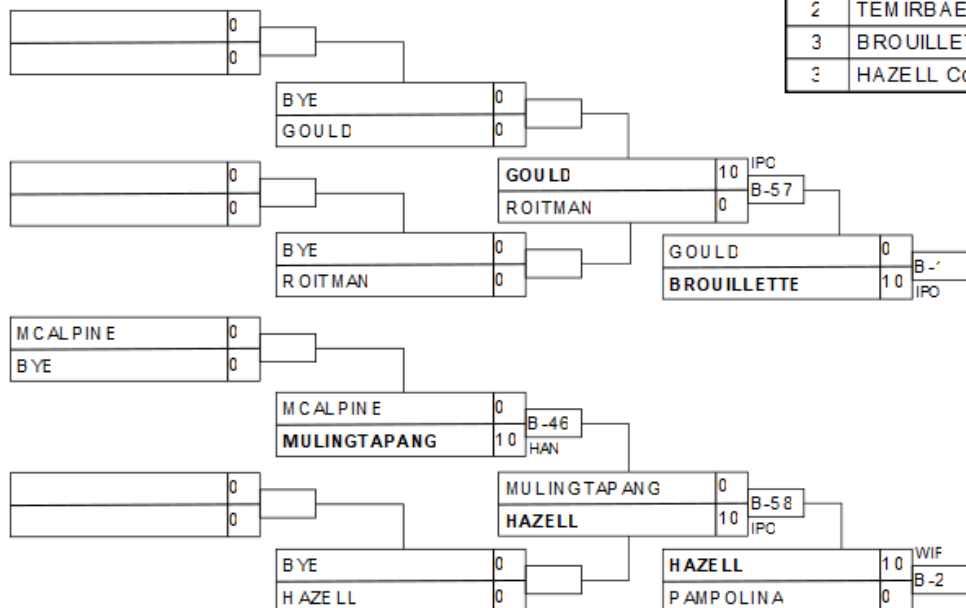 2 TEMIRBAE
3 BROUILLET
3 HAZELL Co
0
0
BYE 0
GOULD 0
0
0
GOULD 10 IPO
B-57
ROITMAN 0
BYE 0
ROITMAN 0
GOULD 0
B-1
BROUILLETTE 10 IPO
MCALPINE 0
BYE 0
MCALPINE 0
B-46
MULINGTAPANG 10 HAN
0
0
MULINGTAPANG 0
B-58
HAZELL 10 IPO
BYE 0
HAZELL 0
HAZELL 10 WIF
B-2
PAMPOLINA 0